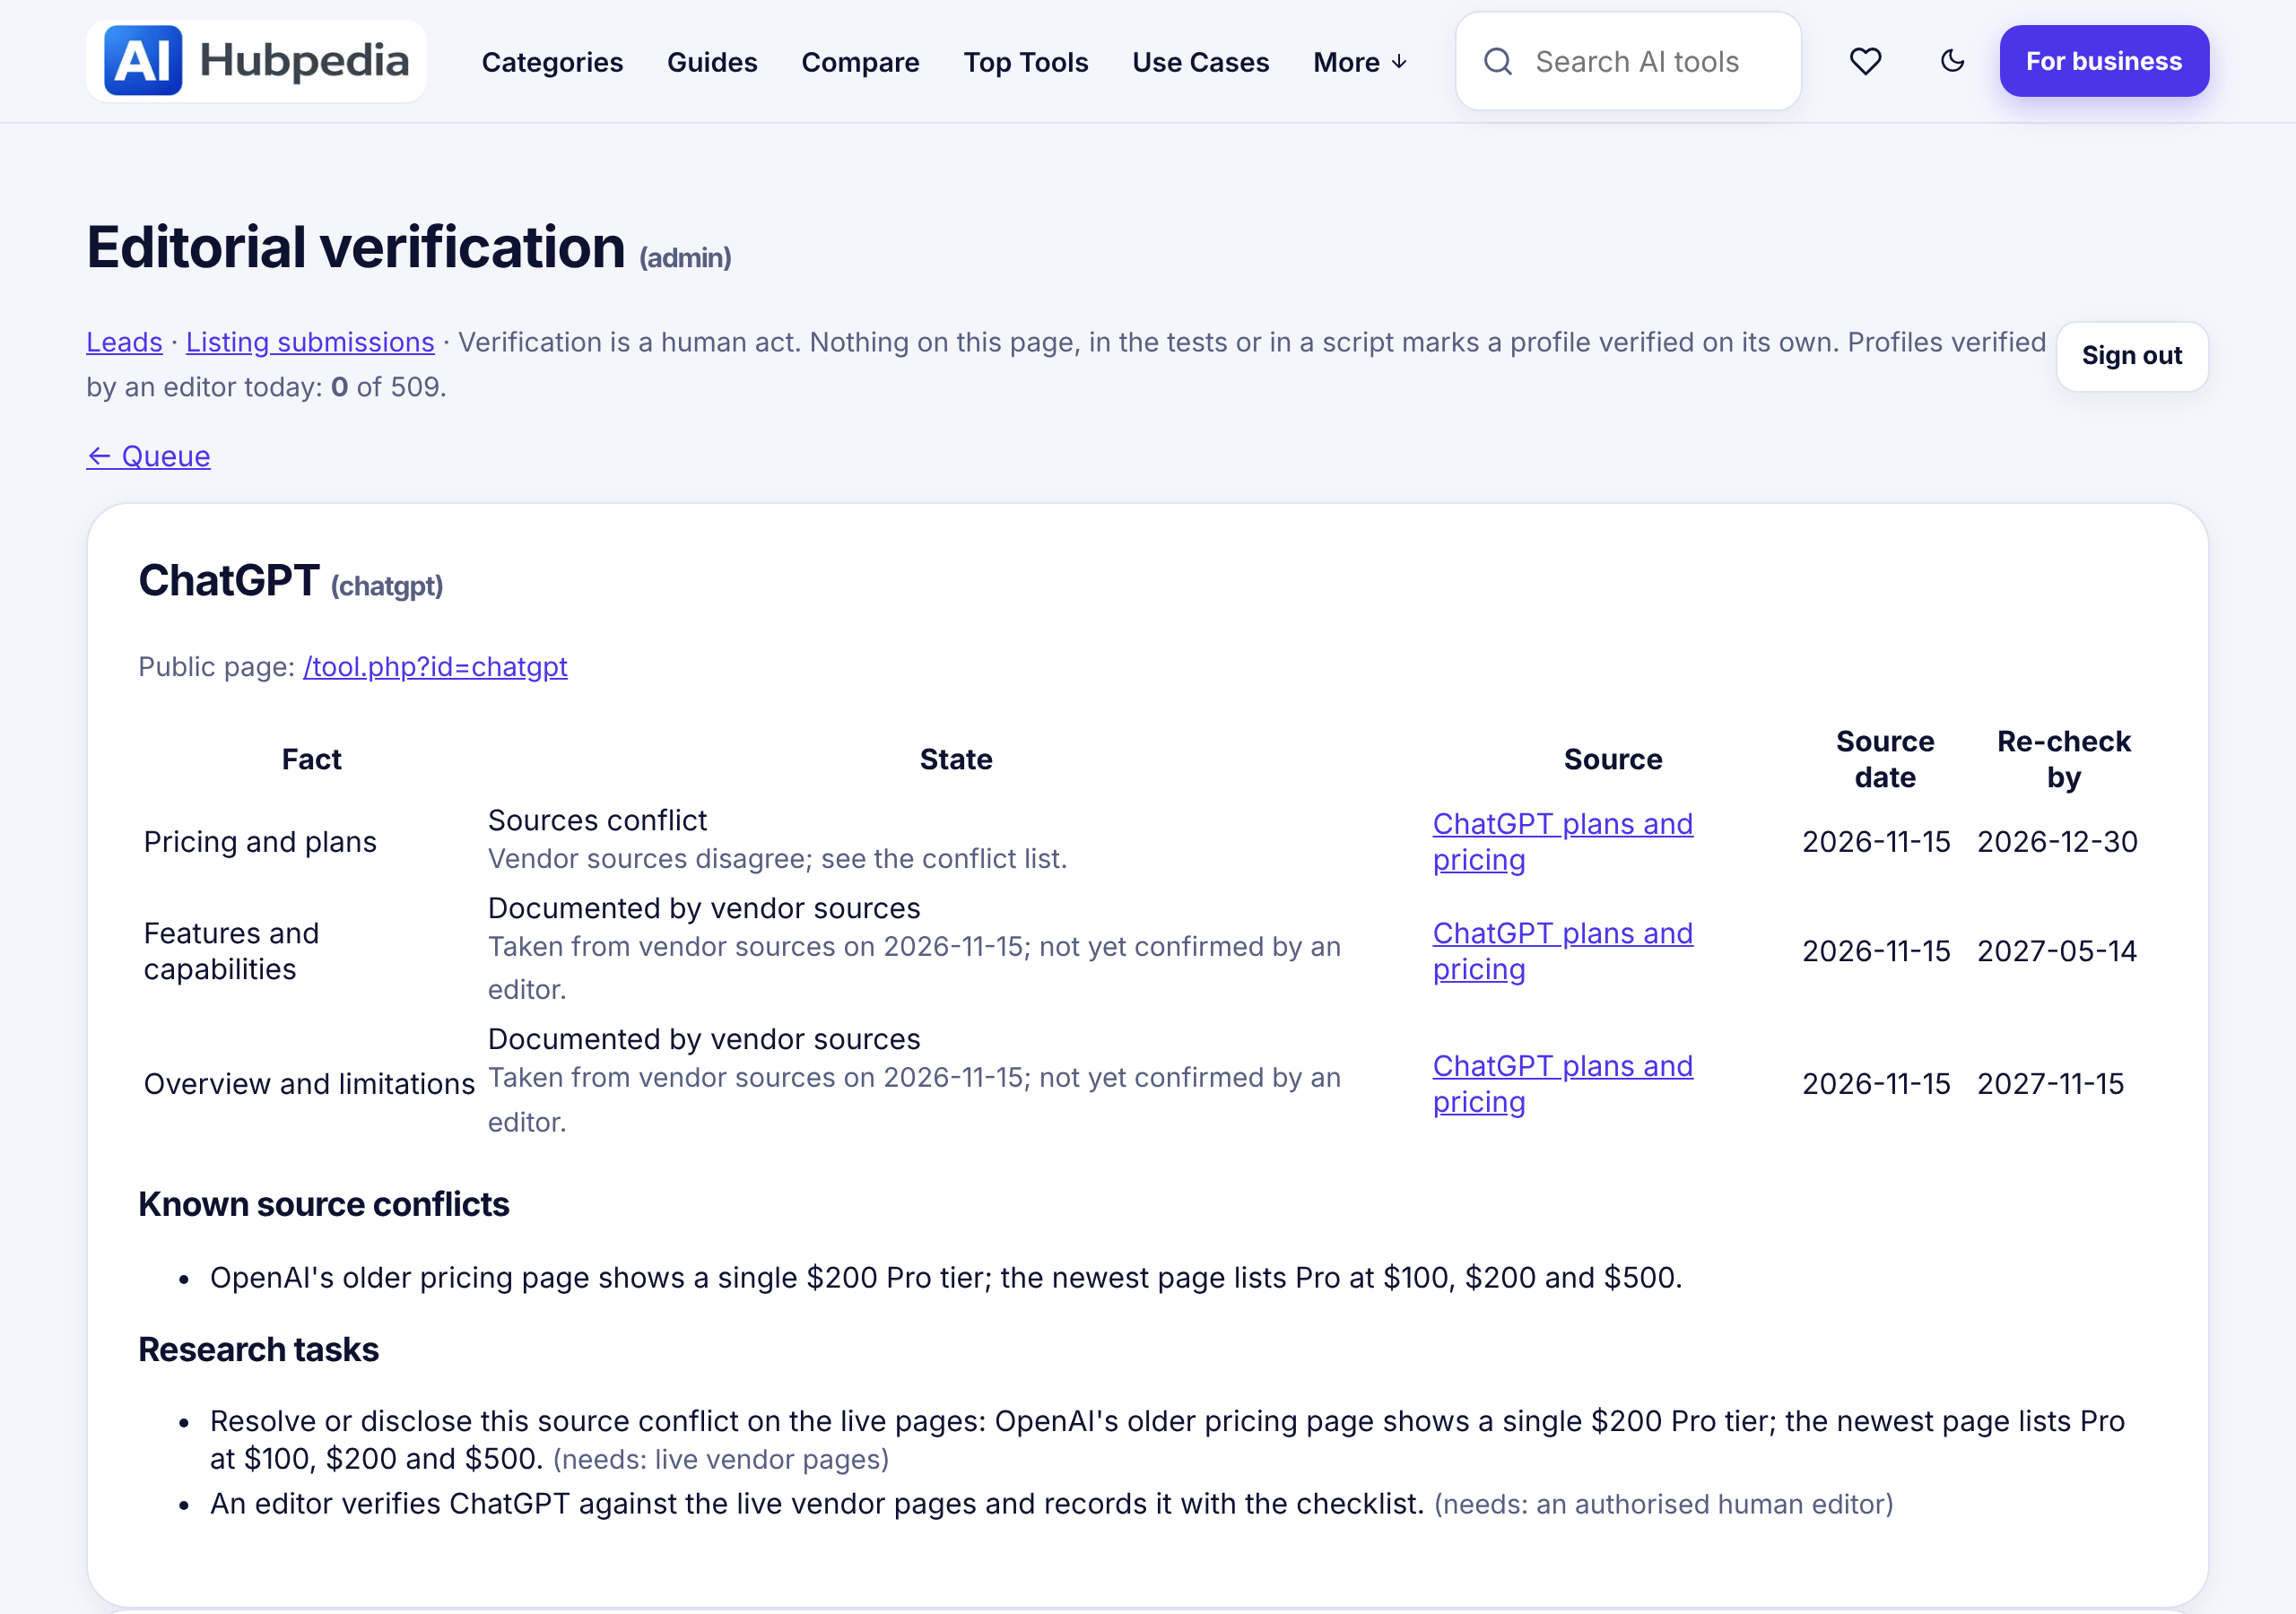 AI Hubpedia
Categories Guides Compare Top Tools Use Cases More ↓ Search AI tools For business
Editorial verification (admin)
Leads · Listing submissions · Verification is a human act. Nothing on this page, in the tests or in a script marks a profile verified on its own. Profiles verified
by an editor today: 0 of 509.
Sign out
← Queue
ChatGPT (chatgpt)
Public page: /tool.php?id=chatgpt
Fact State Source Source date Re-check by
Pricing and plans
Sources conflict
Vendor sources disagree; see the conflict list.
ChatGPT plans and
pricing
2026-11-15 2026-12-30
Features and
capabilities
Documented by vendor sources
Taken from vendor sources on 2026-11-15; not yet confirmed by an
editor.
ChatGPT plans and
pricing
2026-11-15 2027-05-14
Overview and limitations
Documented by vendor sources
Taken from vendor sources on 2026-11-15; not yet confirmed by an
editor.
ChatGPT plans and
pricing
2026-11-15 2027-11-15
Known source conflicts
• OpenAI's older pricing page shows a single $200 Pro tier; the newest page lists Pro at $100, $200 and $500.
Research tasks
• Resolve or disclose this source conflict on the live pages: OpenAI's older pricing page shows a single $200 Pro tier; the newest page lists Pro
at $100, $200 and $500. (needs: live vendor pages)
• An editor verifies ChatGPT against the live vendor pages and records it with the checklist. (needs: an authorised human editor)